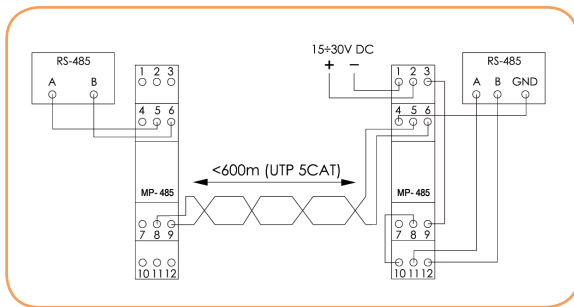 15÷30V DC
+ −
RS-485
A B
1 2 3
4 5 6
MP-485
7 8 9
10 11 12
<600m (UTP 5CAT)
1 2 3
4 5 6
MP-485
7 8 9
10 11 12
RS-485
A B GND